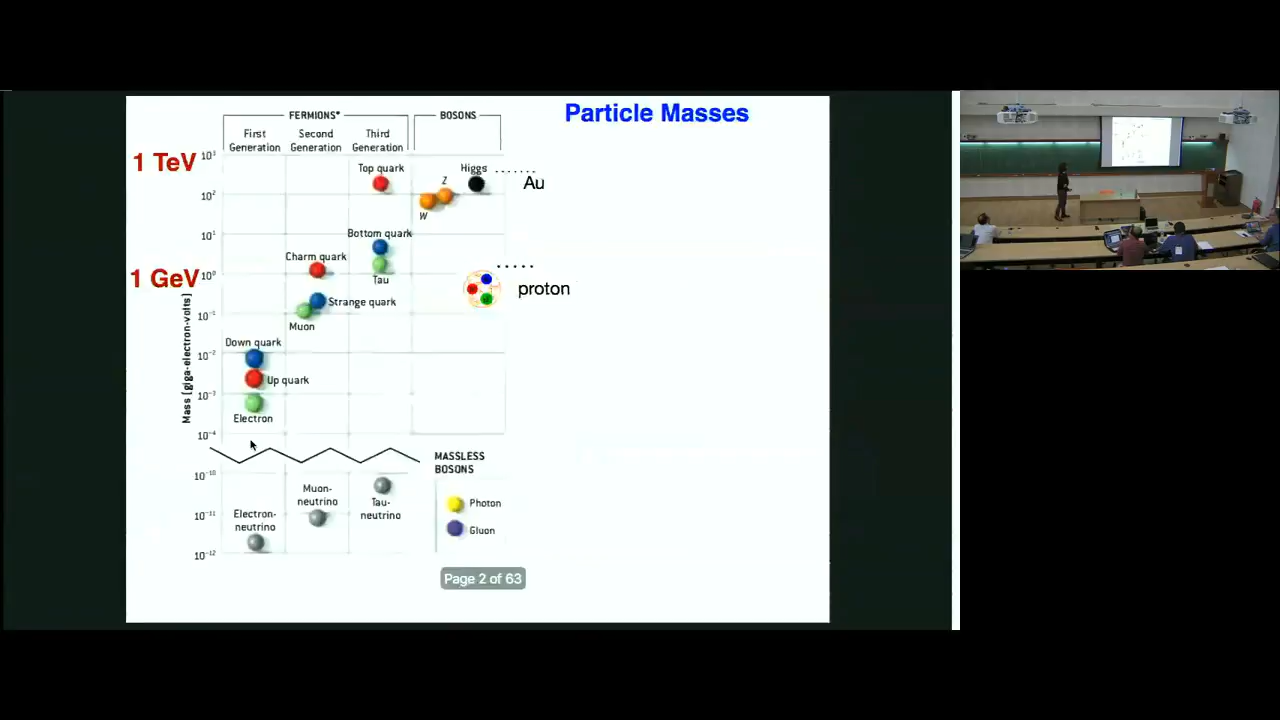 Particle Masses
FERMIONS*
BOSONS
First Generation
Second Generation
Third Generation
1 TeV
10³
Top quark
Higgs
Au
10²
Z
W
10¹
Bottom quark
Charm quark
1 GeV
10⁰
Tau
proton
Strange quark
10⁻¹
Muon
Mass [giga-electron-volts]
10⁻²
Down quark
Up quark
10⁻³
Electron
10⁻⁴
MASSLESS
BOSONS
10⁻¹⁰
Muon-
neutrino
Tau-
neutrino
Photon
10⁻¹¹
Electron-
neutrino
Gluon
10⁻¹²
Page 2 of 63